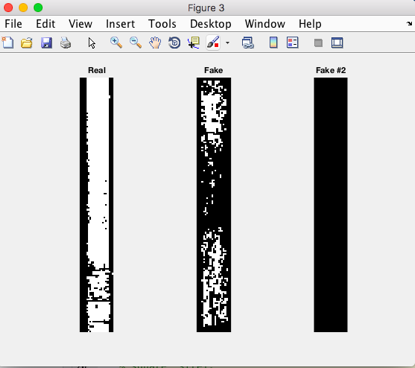 Figure 3
File Edit View Insert Tools Desktop Window Help
Real Fake Fake #2